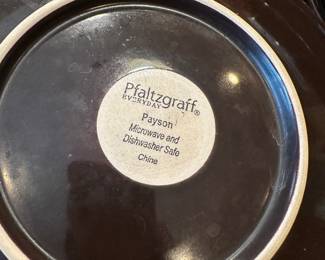 Pfaltzgraff®
EVERYDAY
Payson
Microwave and
Dishwasher Safe
China